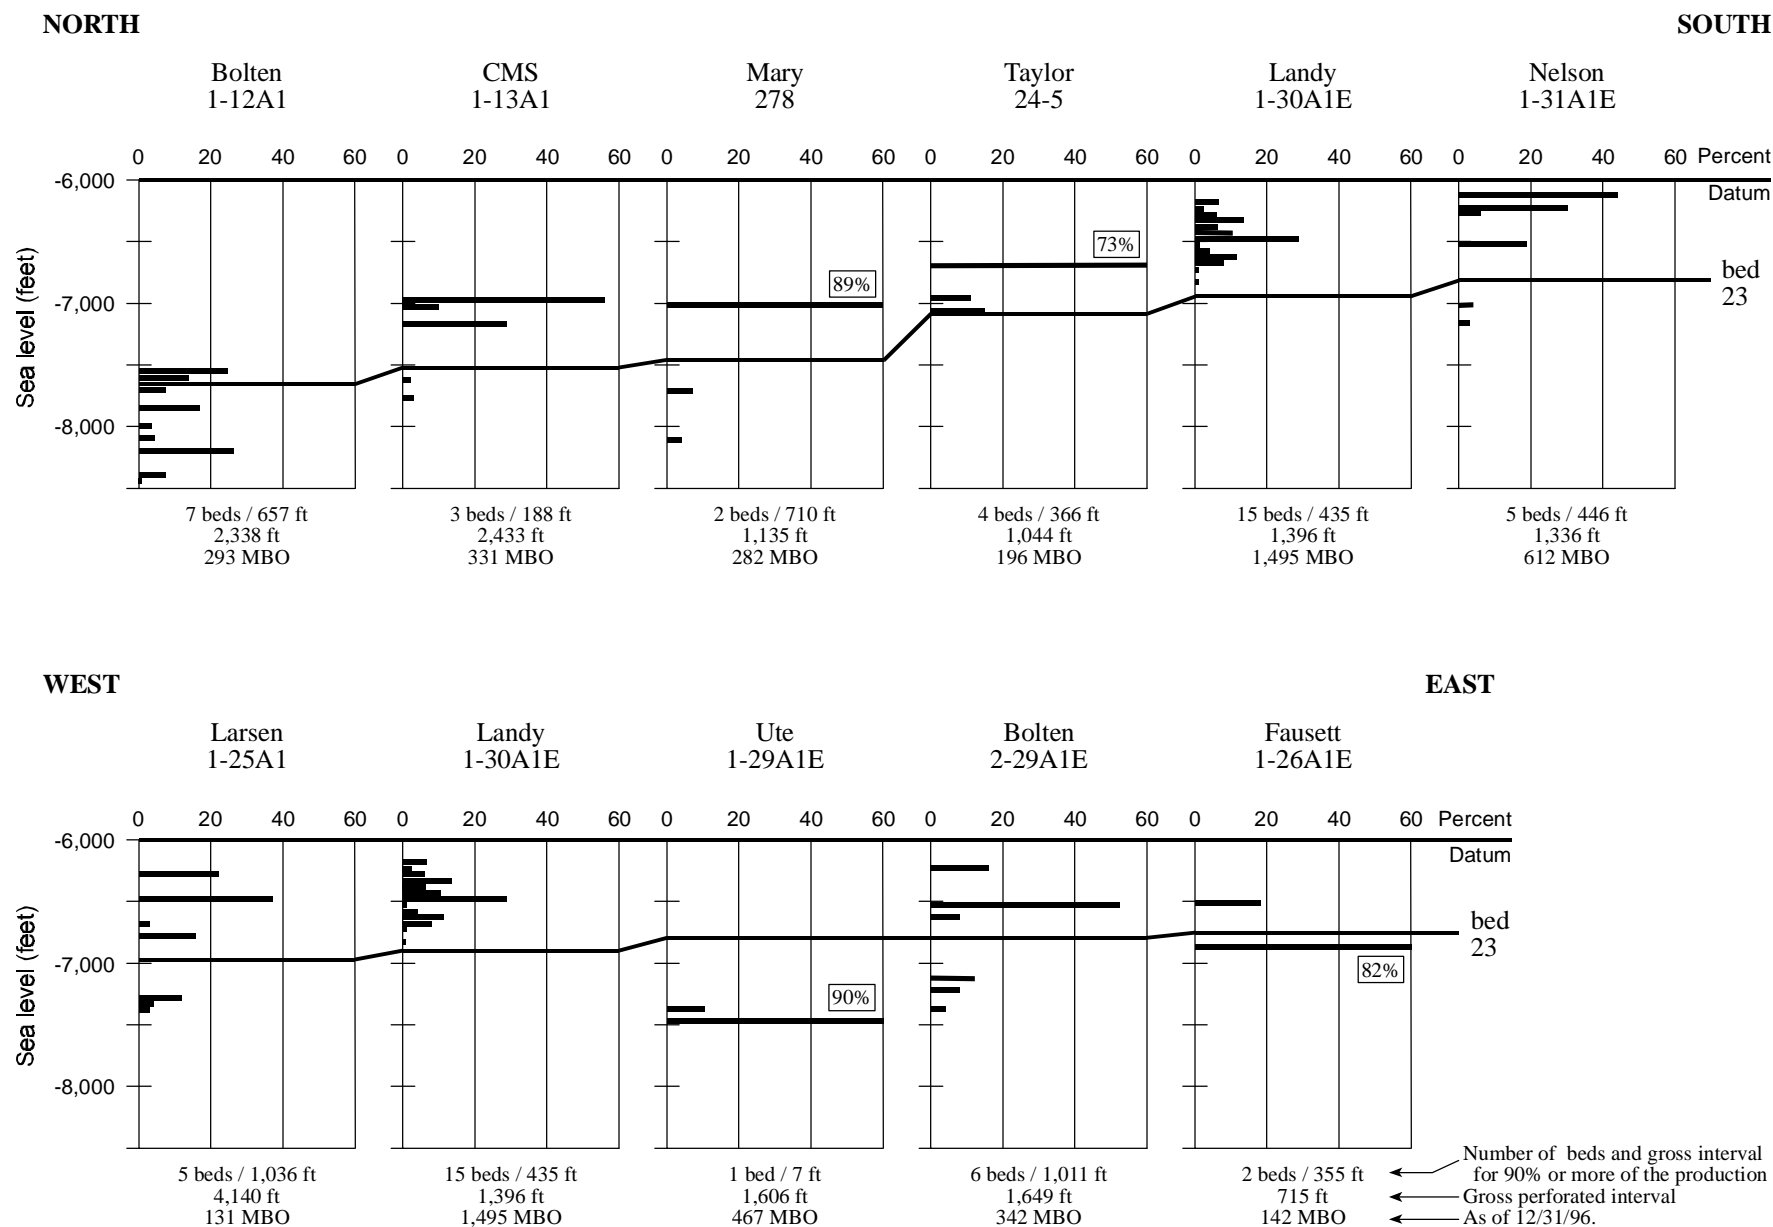 NORTH SOUTH
Bolten CMS Mary Taylor Landy Nelson
1-12A1 1-13A1 278 24-5 1-30A1E 1-31A1E
0 20 40 60 0 20 40 60 0 20 40 60 0 20 40 60 0 20 40 60 0 20 40 60 Percent
-6,000
Datum
73%
bed
89%
-7,000
23
Sea level (feet)
-8,000
7 beds / 657 ft 3 beds / 188 ft 2 beds / 710 ft 4 beds / 366 ft 15 beds / 435 ft 5 beds / 446 ft
2,338 ft 2,433 ft 1,135 ft 1,044 ft 1,396 ft 1,336 ft
293 MBO 331 MBO 282 MBO 196 MBO 1,495 MBO 612 MBO
WEST EAST
Larsen Landy Ute Bolten Fausett
1-25A1 1-30A1E 1-29A1E 2-29A1E 1-26A1E
0 20 40 60 0 20 40 60 0 20 40 60 0 20 40 60 0 20 40 60 Percent
-6,000
Datum
bed
23
-7,000
82%
90%
Sea level (feet)
-8,000
5 beds / 1,036 ft 15 beds / 435 ft 1 bed / 7 ft 6 beds / 1,011 ft 2 beds / 355 ft
4,140 ft 1,396 ft 1,606 ft 1,649 ft 715 ft
131 MBO 1,495 MBO 467 MBO 342 MBO 142 MBO
Number of beds and gross interval
for 90% or more of the production
Gross perforated interval
As of 12/31/96.